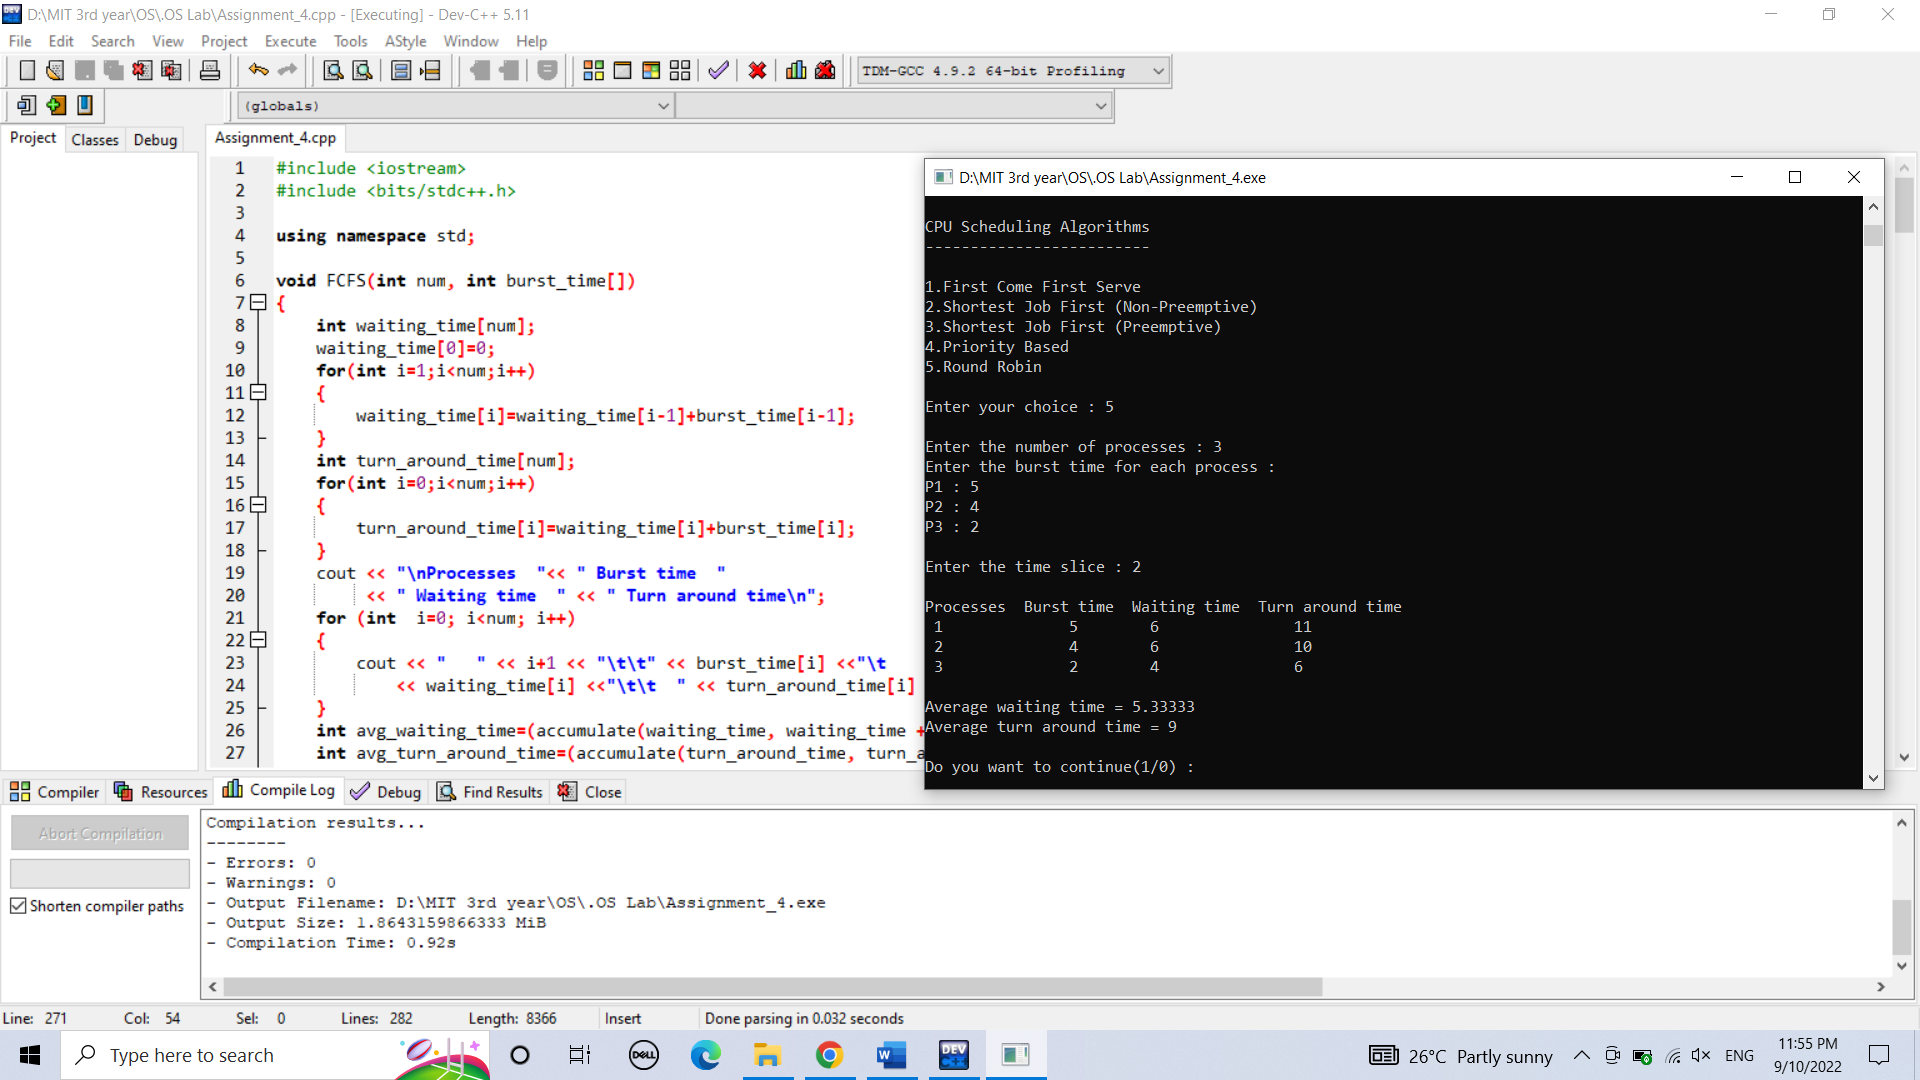 D:\MIT 3rd year\OS\.OS Lab\Assignment_4.cpp - [Executing] - Dev-C++ 5.11
File Edit Search View Project Execute Tools AStyle Window Help
TDM-GCC 4.9.2 64-bit Profiling
(globals)
Project Classes Debug
Assignment_4.cpp
1 #include <iostream>
2 #include <bits/stdc++.h>
3
4 using namespace std;
5
6 void FCFS(int num, int burst_time[])
7 {
8 int waiting_time[num];
9 waiting_time[0]=0;
10 for(int i=1;i<num;i++)
11 {
12 waiting_time[i]=waiting_time[i-1]+burst_time[i-1];
13 }
14 int turn_around_time[num];
15 for(int i=0;i<num;i++)
16 {
17 turn_around_time[i]=waiting_time[i]+burst_time[i];
18 }
19 cout << "\nProcesses  "<< " Burst time  "
20 << " Waiting time  " << " Turn around time\n";
21 for (int  i=0; i<num; i++)
22 {
23 cout << "   " << i+1 << "\t\t" << burst_time[i] <<"\t
24 << waiting_time[i] <<"\t\t  " << turn_around_time[i]
25 }
26 int avg_waiting_time=(accumulate(waiting_time, waiting_time +
27 int avg_turn_around_time=(accumulate(turn_around_time, turn_a
D:\MIT 3rd year\OS\.OS Lab\Assignment_4.exe
CPU Scheduling Algorithms
-------------------------
1.First Come First Serve
2.Shortest Job First (Non-Preemptive)
3.Shortest Job First (Preemptive)
4.Priority Based
5.Round Robin
Enter your choice : 5
Enter the number of processes : 3
Enter the burst time for each process :
P1 : 5
P2 : 4
P3 : 2
Enter the time slice : 2
Processes  Burst time  Waiting time  Turn around time
1 5 6 11
2 4 6 10
3 2 4 6
Average waiting time = 5.33333
Average turn around time = 9
Do you want to continue(1/0) :
Compiler Resources Compile Log Debug Find Results Close
Abort Compilation
Shorten compiler paths
Compilation results...
--------
- Errors: 0
- Warnings: 0
- Output Filename: D:\MIT 3rd year\OS\.OS Lab\Assignment_4.exe
- Output Size: 1.8643159866333 MiB
- Compilation Time: 0.92s
Line: 271 Col: 54 Sel: 0 Lines: 282 Length: 8366 Insert Done parsing in 0.032 seconds
Type here to search
DELL
W
DEV C++
26°C Partly sunny
ENG
11:55 PM
9/10/2022